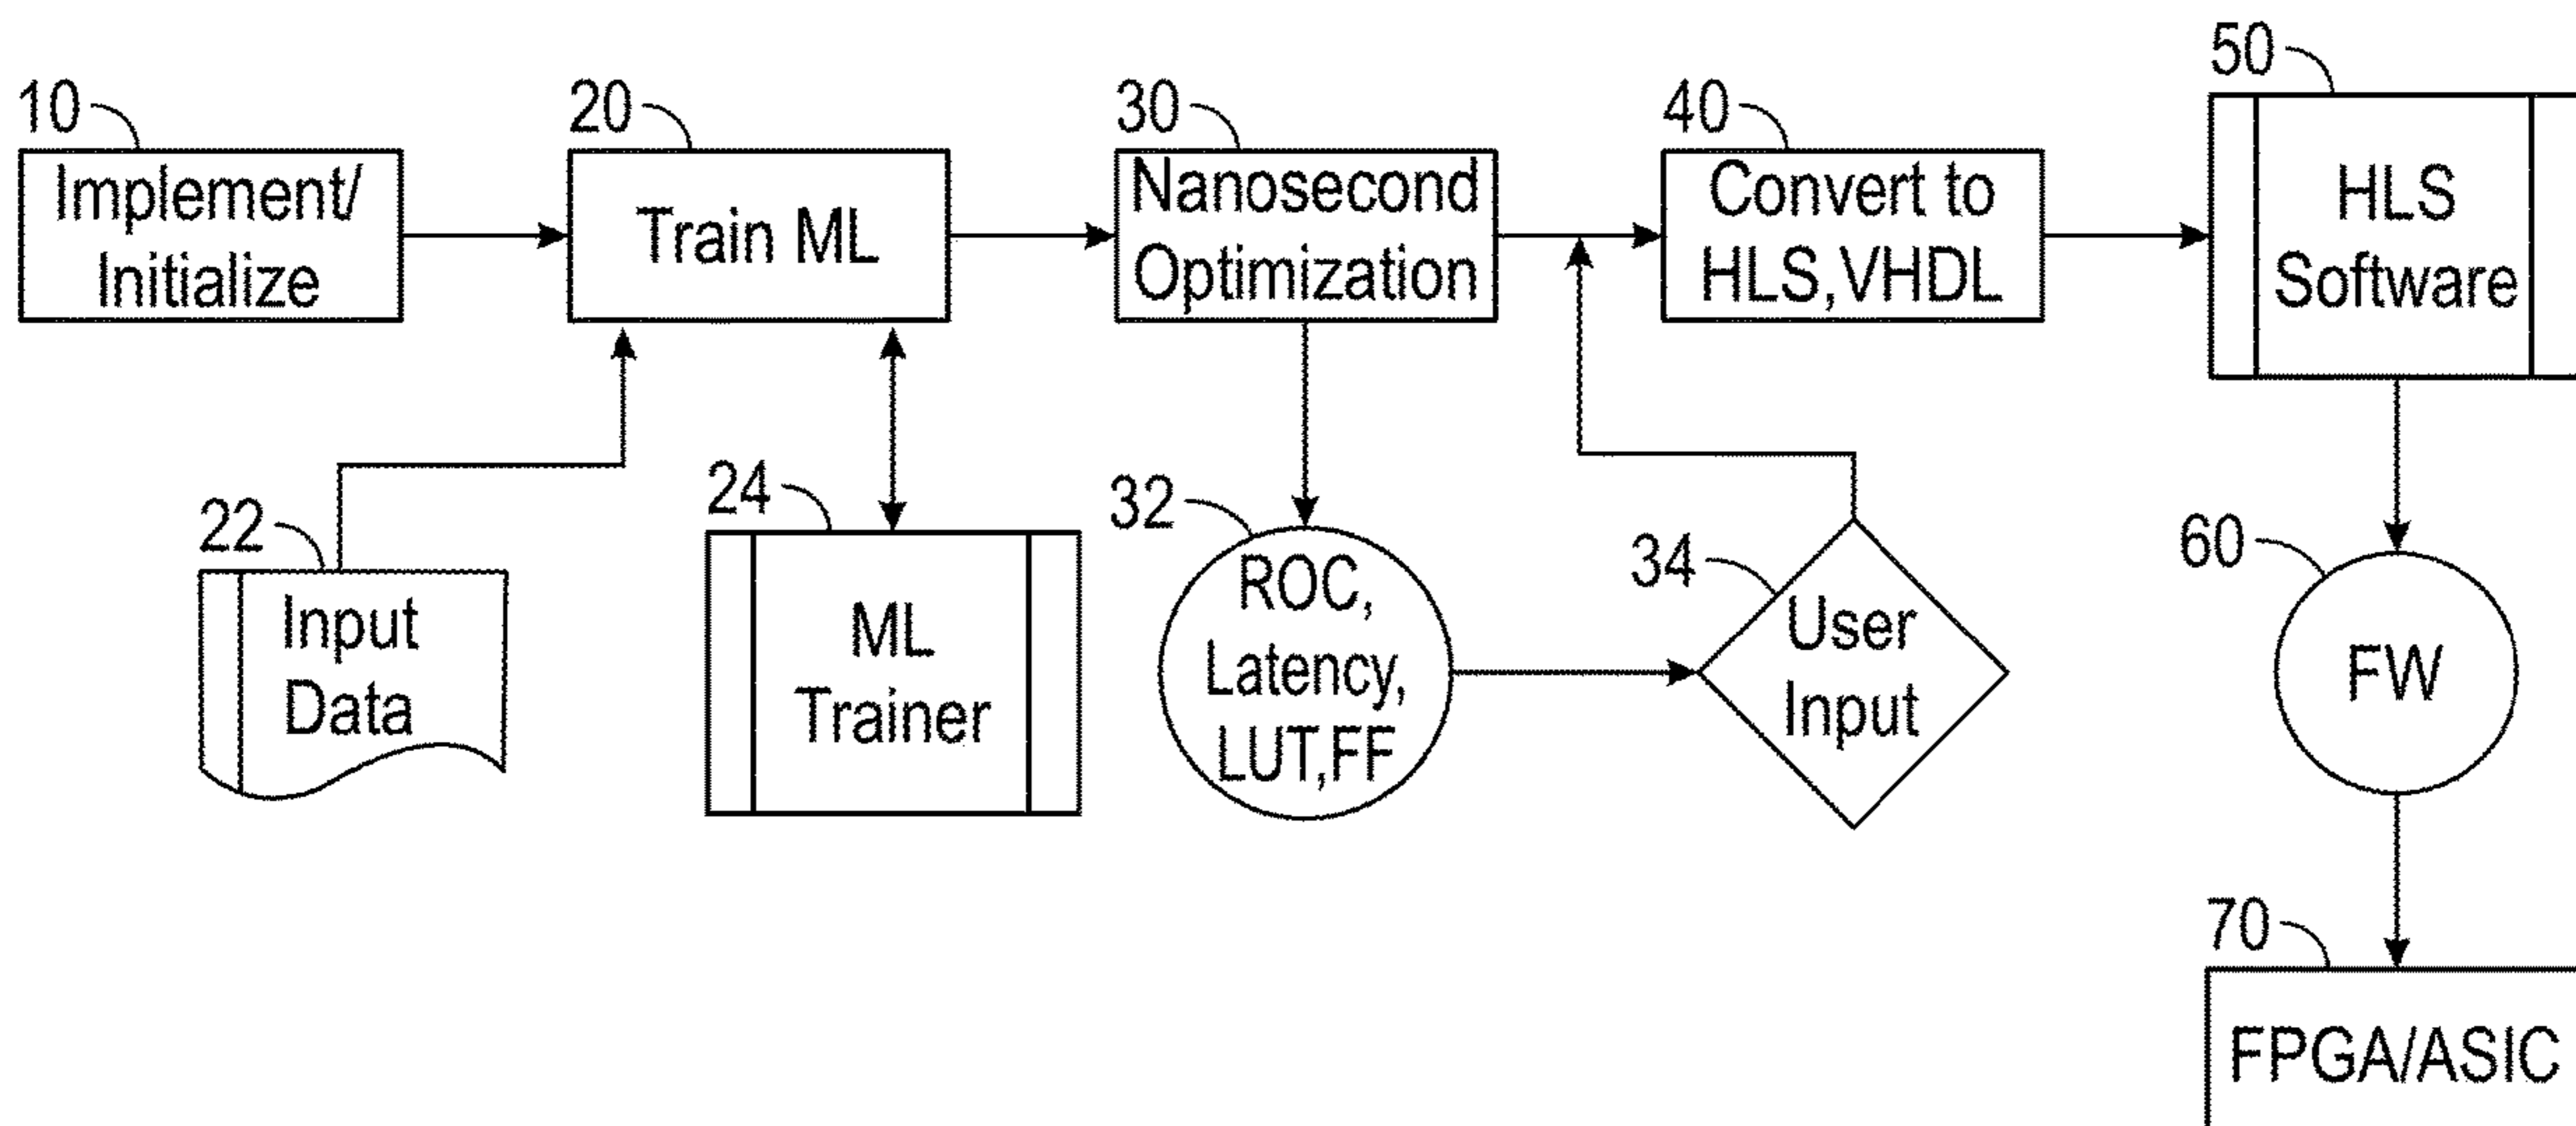 10
Implement/
Initialize
20
Train ML
30
Nanosecond
Optimization
40
Convert to
HLS,VHDL
50
HLS
Software
22
Input
Data
24
ML
Trainer
32
ROC,
Latency,
LUT,FF
34
User
Input
60
FW
70
FPGA/ASIC